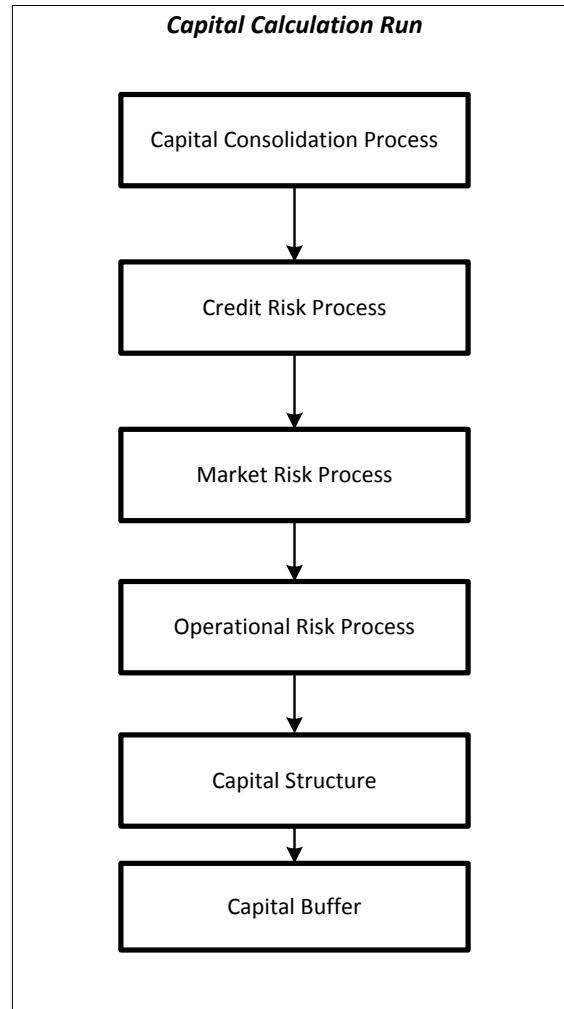 Capital Calculation Run
Capital Consolidation Process
Credit Risk Process
Market Risk Process
Operational Risk Process
Capital Structure
Capital Buffer